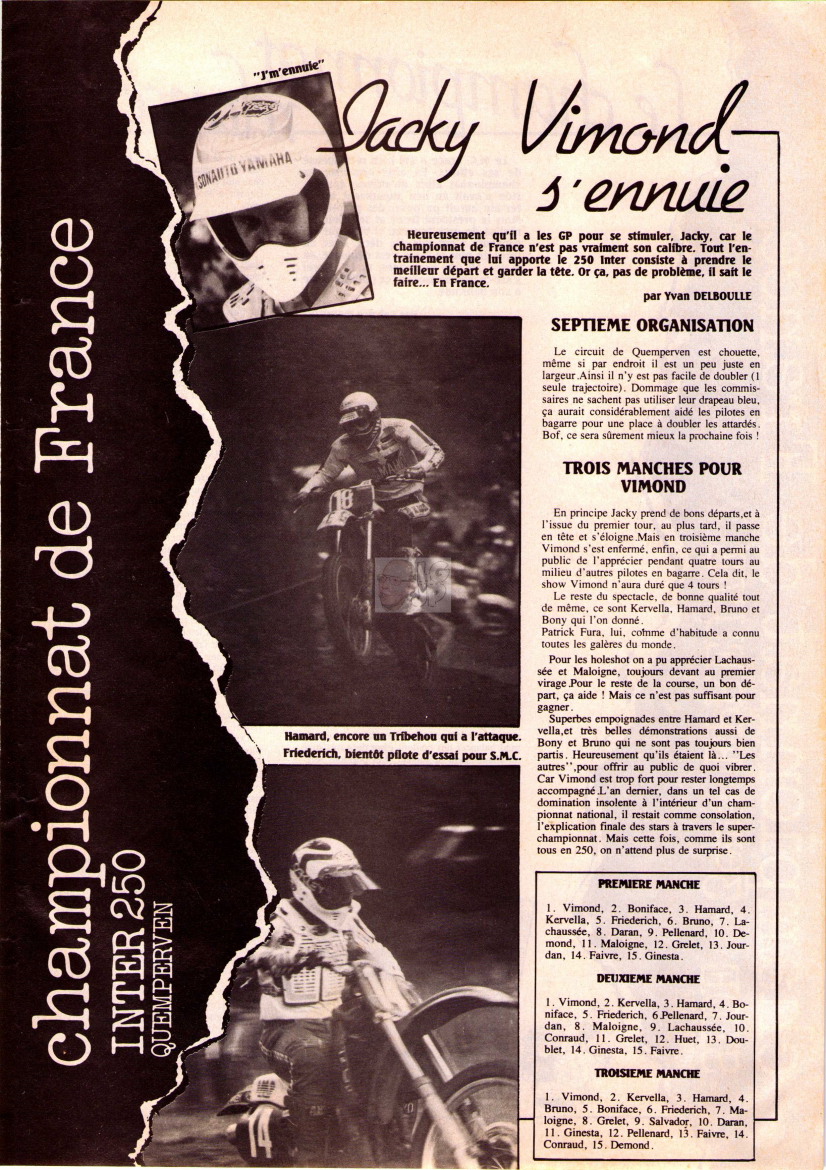 championnat de France
INTER 250
QUEMPERVEN
"J'm'ennuie"
SONAUTO YAMAHA
Jacky Vimond
s'ennuie
Heureusement qu'il a les GP pour se stimuler, Jacky, car le
championnat de France n'est pas vraiment son calibre. Tout l'en-
traînement que lui apporte le 250 Inter consiste à prendre le
meilleur départ et garder la tête. Or ça, pas de problème, il sait le
faire... En France.
par Yvan DELBOULLE
SEPTIEME ORGANISATION
Le circuit de Quemperven est chouette,
même si par endroit il est un peu juste en
largeur.Ainsi il n'y est pas facile de doubler (1
seule trajectoire). Dommage que les commis-
saires ne sachent pas utiliser leur drapeau bleu,
ça aurait considérablement aidé les pilotes en
bagarre pour une place à doubler les attardés.
Bof, ce sera sûrement mieux la prochaine fois !
TROIS MANCHES POUR
VIMOND
En principe Jacky prend de bons départs,et à
l'issue du premier tour, au plus tard, il passe
en tête et s'éloigne.Mais en troisième manche
Vimond s'est enfermé, enfin, ce qui a permi au
public de l'apprécier pendant quatre tours au
milieu d'autres pilotes en bagarre. Cela dit, le
show Vimond n'aura duré que 4 tours !
Le reste du spectacle, de bonne qualité tout
de même, ce sont Kervella, Hamard, Bruno et
Bony qui l'on donné.
Patrick Fura, lui, comme d'habitude a connu
toutes les galères du monde.
Pour les holeshot on a pu apprécier Lachaus-
sée et Maloigne, toujours devant au premier
virage.Pour le reste de la course, un bon dé-
part, ça aide ! Mais ce n'est pas suffisant pour
gagner.
Superbes empoignades entre Hamard et Ker-
vella,et très belles démonstrations aussi de
Bony et Bruno qui ne sont pas toujours bien
partis. Heureusement qu'ils étaient là... "Les
autres",pour offrir au public de quoi vibrer.
Car Vimond est trop fort pour rester longtemps
accompagné.L'an dernier, dans un tel cas de
domination insolente à l'intérieur d'un cham-
pionnat national, il restait comme consolation,
l'explication finale des stars à travers le super-
championnat. Mais cette fois, comme ils sont
tous en 250, on n'attend plus de surprise.
18
Hamard, encore un Tribehou qui a l'attaque.
Friederich, bientôt pilote d'essai pour S.M.C.
14
PREMIERE MANCHE
1. Vimond, 2. Boniface, 3. Hamard, 4.
Kervella, 5. Friederich, 6. Bruno, 7. La-
chaussée, 8. Daran, 9. Pellenard, 10. De-
mond, 11. Maloigne, 12. Grelet, 13. Jour-
dan, 14. Faivre, 15. Ginesta.
DEUXIEME MANCHE
1. Vimond, 2. Kervella, 3. Hamard, 4. Bo-
niface, 5. Friederich, 6.Pellenard, 7. Jour-
dan, 8. Maloigne, 9. Lachaussée, 10.
Conraud, 11. Grelet, 12. Huet, 13. Dou-
blet, 14. Ginesta, 15. Faivre.
TROISIEME MANCHE
1. Vimond, 2. Kervella, 3. Hamard, 4.
Bruno, 5. Boniface, 6. Friederich, 7. Ma-
loigne, 8. Grelet, 9. Salvador, 10. Daran,
11. Ginesta, 12. Pellenard, 13. Faivre, 14.
Conraud, 15. Demond.